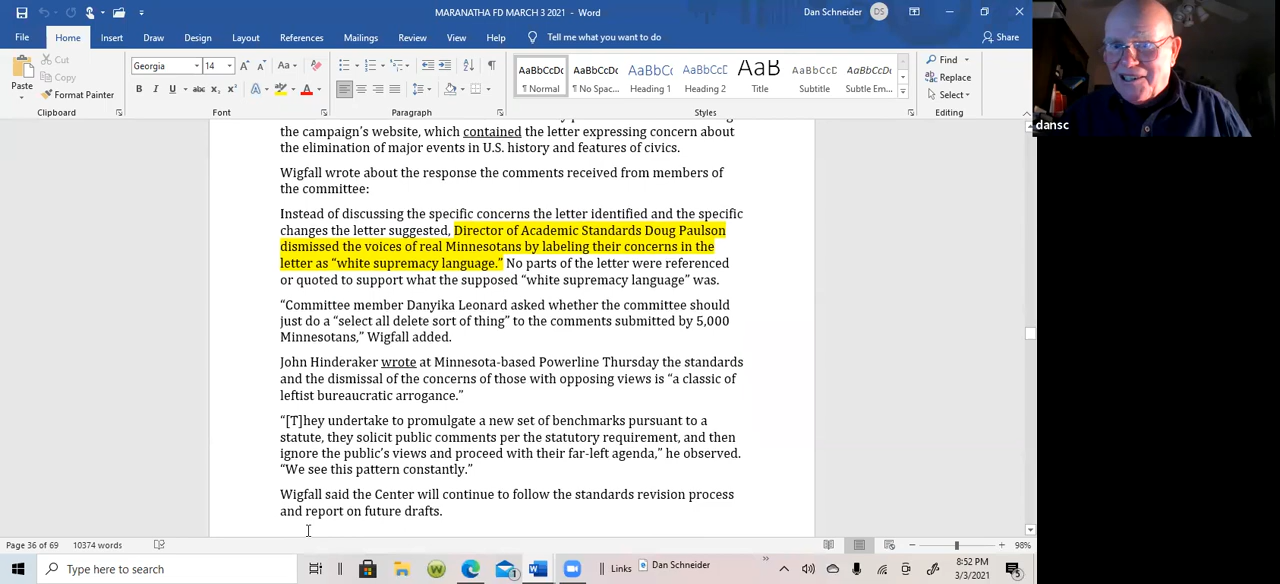 MARANATHA FD MARCH 3 2021 - Word
Dan Schneider DS
File Home Insert Draw Design Layout References Mailings Review View Help Tell me what you want to do Share
Paste
Cut
Copy
Format Painter
Clipboard
Georgia 14
Font
Paragraph
AaBbCcDc AaBbCcDc AaBbCc AaBbCcE AaB AaBbCcD AaBbCcDc
¶ Normal ¶ No Spac... Heading 1 Heading 2 Title Subtitle Subtle Em...
Styles
Find
Replace
Select
Editing
dansc
the campaign's website, which contained the letter expressing concern about
the elimination of major events in U.S. history and features of civics.
Wigfall wrote about the response the comments received from members of
the committee:
Instead of discussing the specific concerns the letter identified and the specific
changes the letter suggested, Director of Academic Standards Doug Paulson
dismissed the voices of real Minnesotans by labeling their concerns in the
letter as “white supremacy language.” No parts of the letter were referenced
or quoted to support what the supposed “white supremacy language” was.
“Committee member Danyika Leonard asked whether the committee should
just do a “select all delete sort of thing” to the comments submitted by 5,000
Minnesotans,” Wigfall added.
John Hinderaker wrote at Minnesota-based Powerline Thursday the standards
and the dismissal of the concerns of those with opposing views is “a classic of
leftist bureaucratic arrogance.”
“[T]hey undertake to promulgate a new set of benchmarks pursuant to a
statute, they solicit public comments per the statutory requirement, and then
ignore the public's views and proceed with their far-left agenda,” he observed.
“We see this pattern constantly.”
Wigfall said the Center will continue to follow the standards revision process
and report on future drafts.
Page 36 of 69 10374 words
98%
Type here to search
Links
Dan Schneider
8:52 PM
3/3/2021